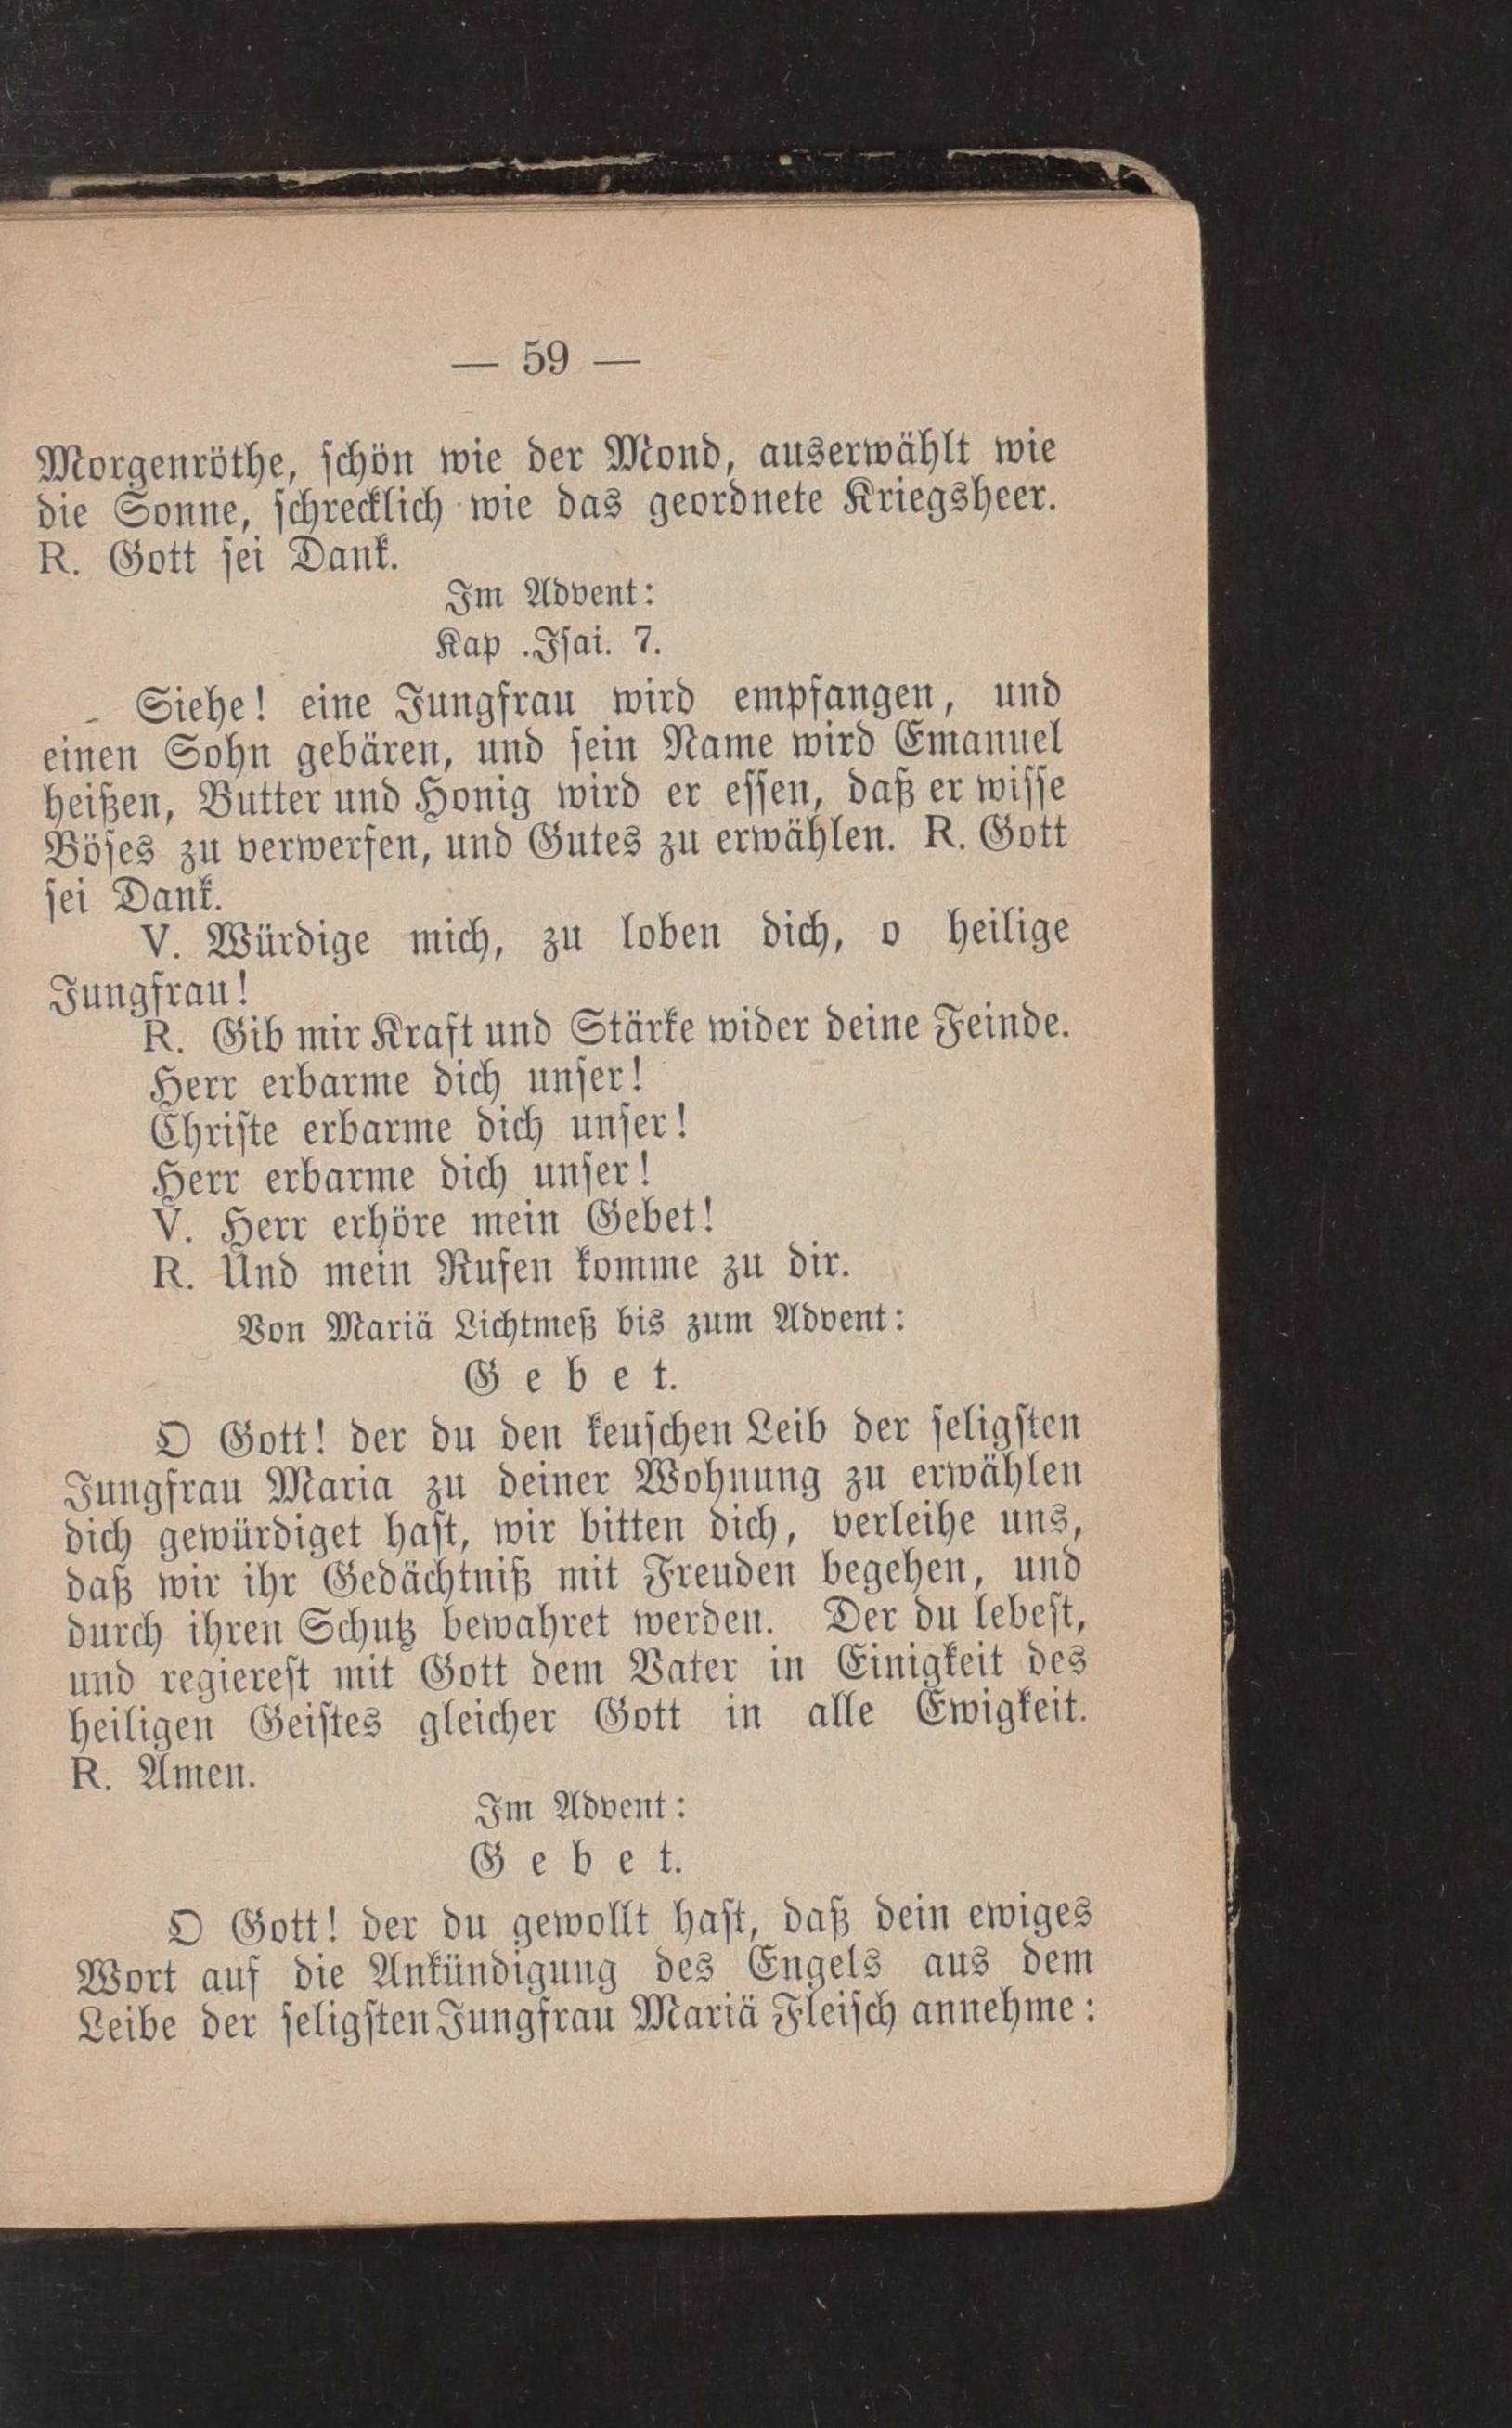 — 59 —
Morgenröthe, schön wie der Mond, auserwählt wie
die Sonne, schrecklich wie das geordnete Kriegsheer.
R. Gott sei Dank.
Im Advent:
Kap .Isai. 7.
Siehe! eine Jungfrau wird empfangen, und
einen Sohn gebären, und sein Name wird Emanuel
heißen, Butter und Honig wird er essen, daß er wisse
Böses zu verwerfen, und Gutes zu erwählen. R. Gott
sei Dank.
V. Würdige mich, zu loben dich, o heilige
Jungfrau!
R. Gib mir Kraft und Stärke wider deine Feinde.
Herr erbarme dich unser!
Christe erbarme dich unser!
Herr erbarme dich unser!
V. Herr erhöre mein Gebet!
R. Und mein Rufen komme zu dir.
Von Mariä Lichtmeß bis zum Advent:
G e b e t.
O Gott! der du den keuschen Leib der seligsten
Jungfrau Maria zu deiner Wohnung zu erwählen
dich gewürdiget hast, wir bitten dich, verleihe uns,
daß wir ihr Gedächtniß mit Freuden begehen, und
durch ihren Schutz bewahret werden. Der du lebest,
und regierest mit Gott dem Vater in Einigkeit des
heiligen Geistes gleicher Gott in alle Ewigkeit.
R. Amen.
Im Advent:
G e b e t.
O Gott! der du gewollt hast, daß dein ewiges
Wort auf die Ankündigung des Engels aus dem
Leibe der seligsten Jungfrau Mariä Fleisch annehme: